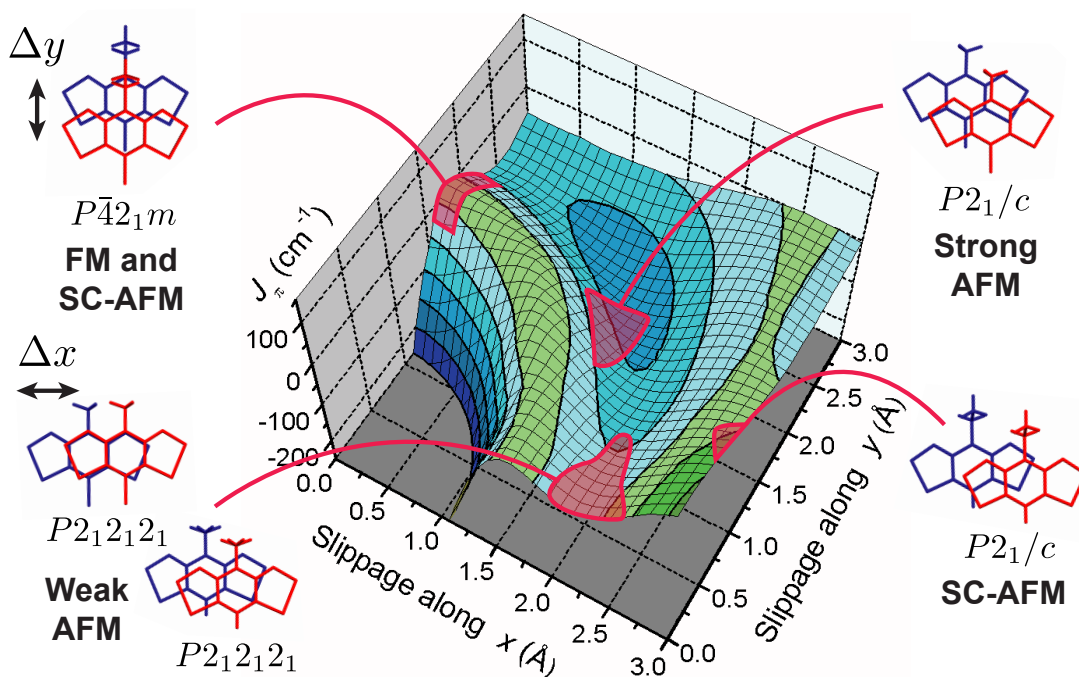 Δy
P4̄2₁m
FM and
SC-AFM
Δx
P2₁2₁2₁
Weak
AFM
P2₁2₁2₁
J_π (cm⁻¹)
100
0
-100
-200
0.0
0.5
1.0
1.5
2.0
2.5
3.0
Slippage along x (Å)
0.0
0.5
1.0
1.5
2.0
2.5
3.0
Slippage along y (Å)
P2₁/c
Strong
AFM
P2₁/c
SC-AFM